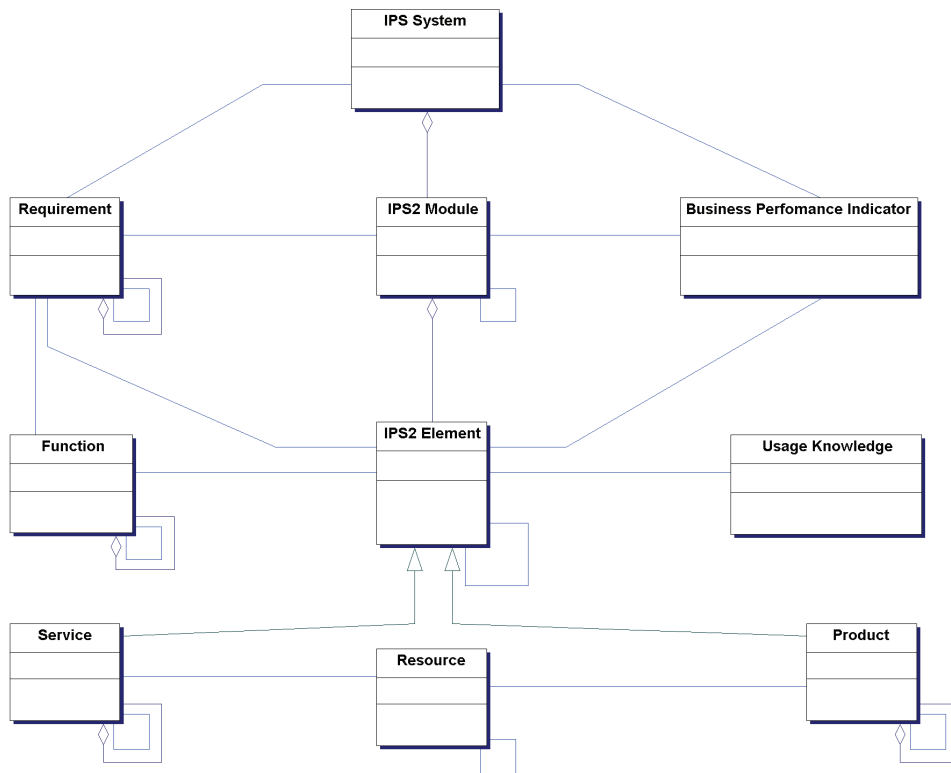 IPS System
Requirement
IPS2 Module
Business Perfomance Indicator
Function
IPS2 Element
Usage Knowledge
Service
Resource
Product